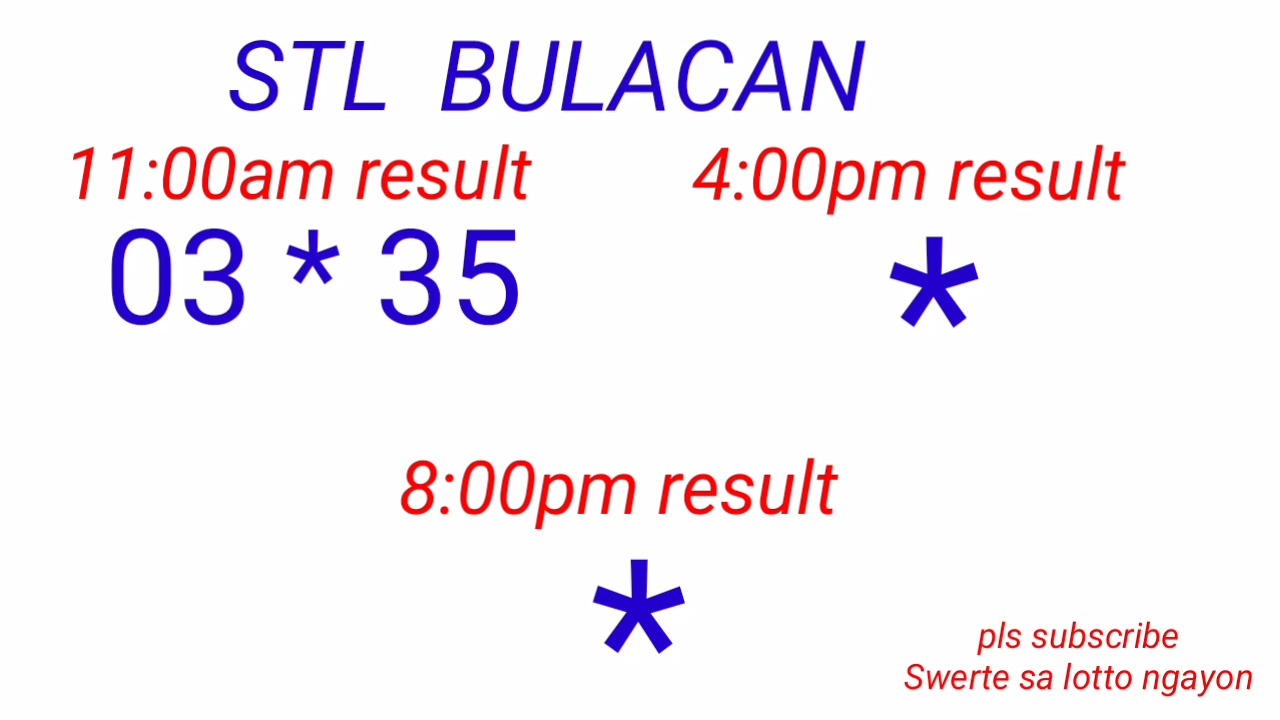 STL BULACAN
11:00am result
03 * 35
4:00pm result
*
8:00pm result
*
pls subscribe
Swerte sa lotto ngayon